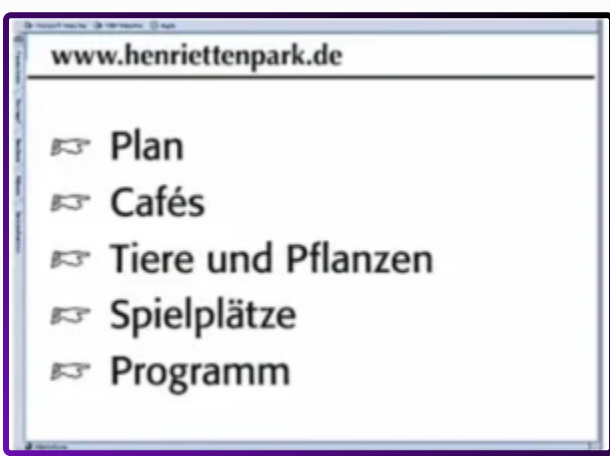 www.henriettenpark.de
Plan
Cafés
Tiere und Pflanzen
Spielplätze
Programm